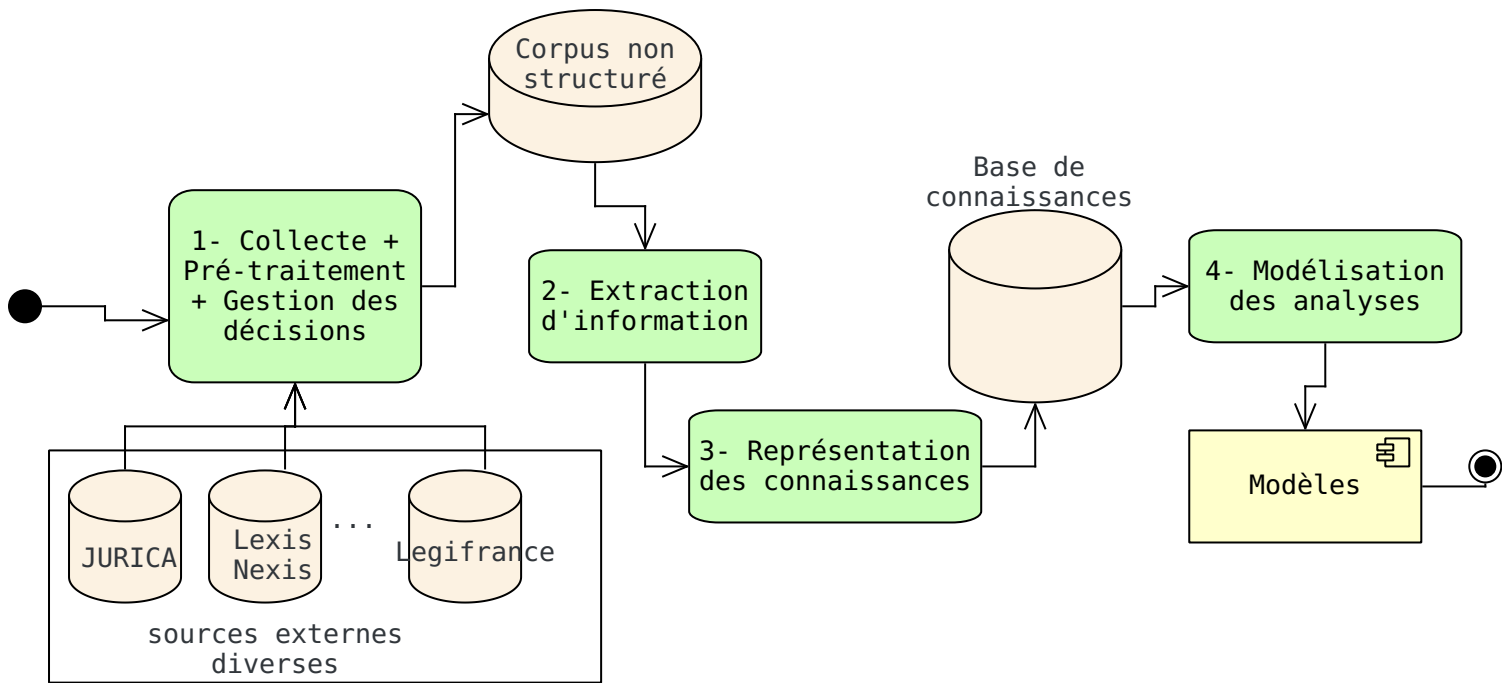 Corpus non
structuré
1- Collecte +
Pré-traitement
+ Gestion des
décisions
2- Extraction
d'information
3- Représentation
des connaissances
Base de
connaissances
4- Modélisation
des analyses
Modèles
JURICA
Lexis
Nexis
...
Legifrance
sources externes
diverses